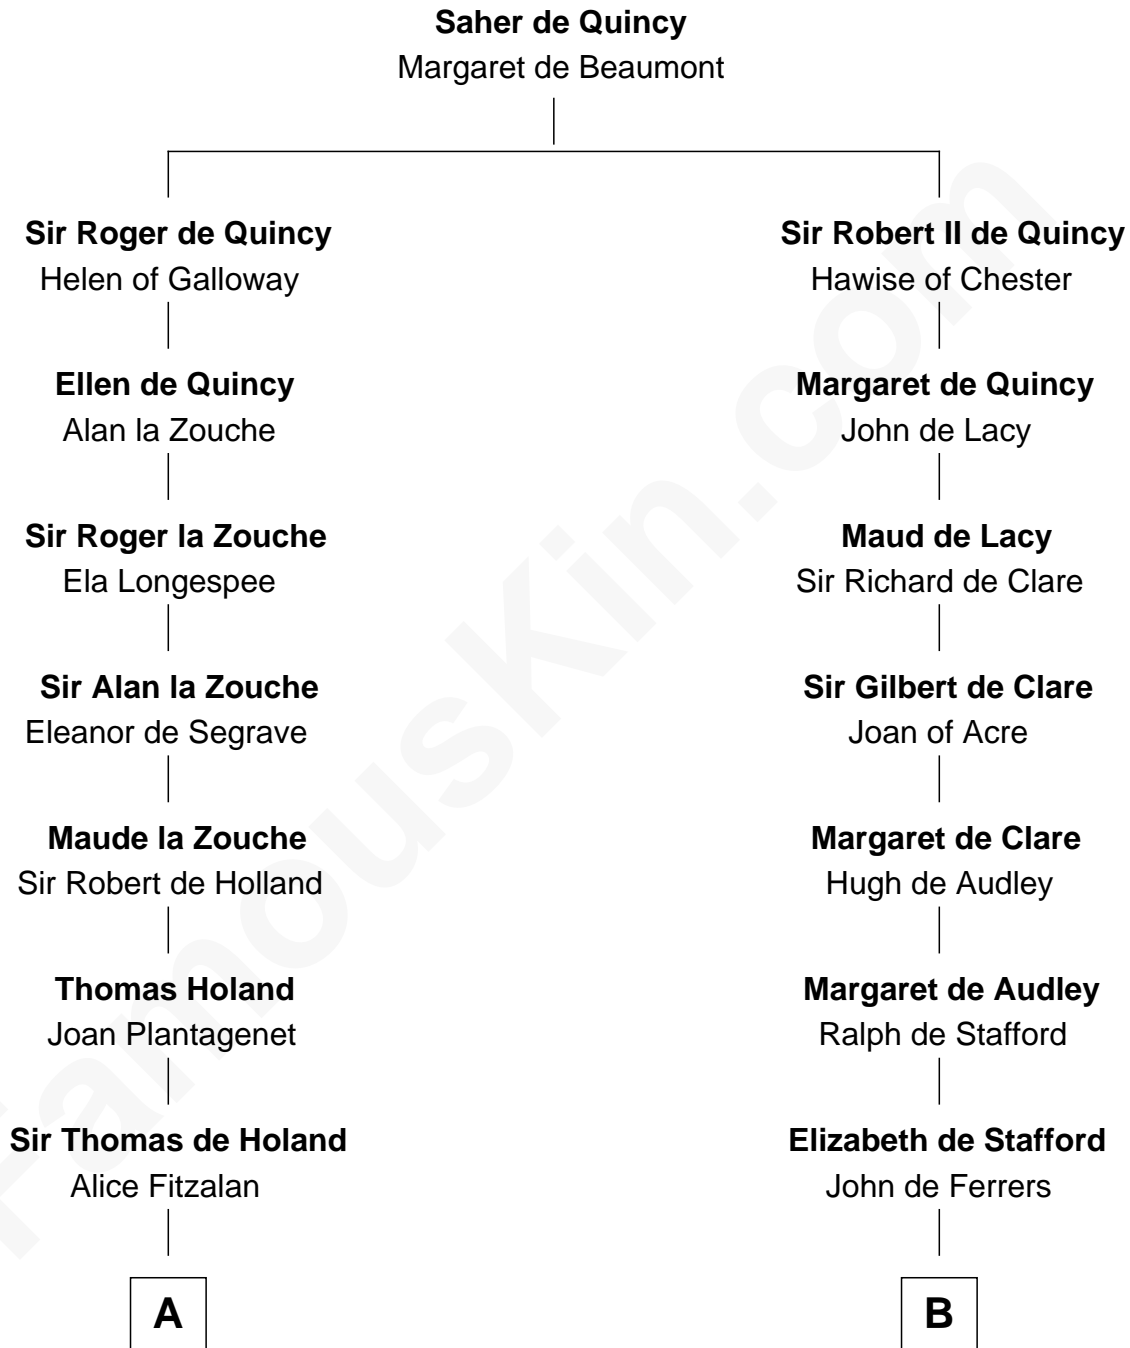 Saher de Quincy
Margaret de Beaumont
Sir Roger de Quincy
Helen of Galloway
Sir Robert II de Quincy
Hawise of Chester
Ellen de Quincy
Alan la Zouche
Margaret de Quincy
John de Lacy
Sir Roger la Zouche
Ela Longespee
Maud de Lacy
Sir Richard de Clare
Sir Alan la Zouche
Eleanor de Segrave
Sir Gilbert de Clare
Joan of Acre
Maude la Zouche
Sir Robert de Holland
Margaret de Clare
Hugh de Audley
Thomas Holand
Joan Plantagenet
Margaret de Audley
Ralph de Stafford
Sir Thomas de Holand
Alice Fitzalan
Elizabeth de Stafford
John de Ferrers
A
B
FamousKin.com